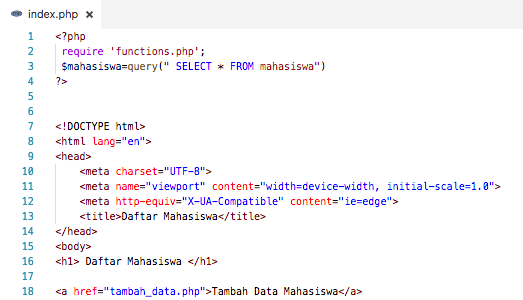 index.php ×
1 <?php
2 require 'functions.php';
3 $mahasiswa=query(" SELECT * FROM mahasiswa")
4 ?>
5
6
7 <!DOCTYPE html>
8 <html lang="en">
9 <head>
10 <meta charset="UTF-8">
11 <meta name="viewport" content="width=device-width, initial-scale=1.0">
12 <meta http-equiv="X-UA-Compatible" content="ie=edge">
13 <title>Daftar Mahasiswa</title>
14 </head>
15 <body>
16 <h1> Daftar Mahasiswa </h1>
17
18 <a href="tambah_data.php">Tambah Data Mahasiswa</a>